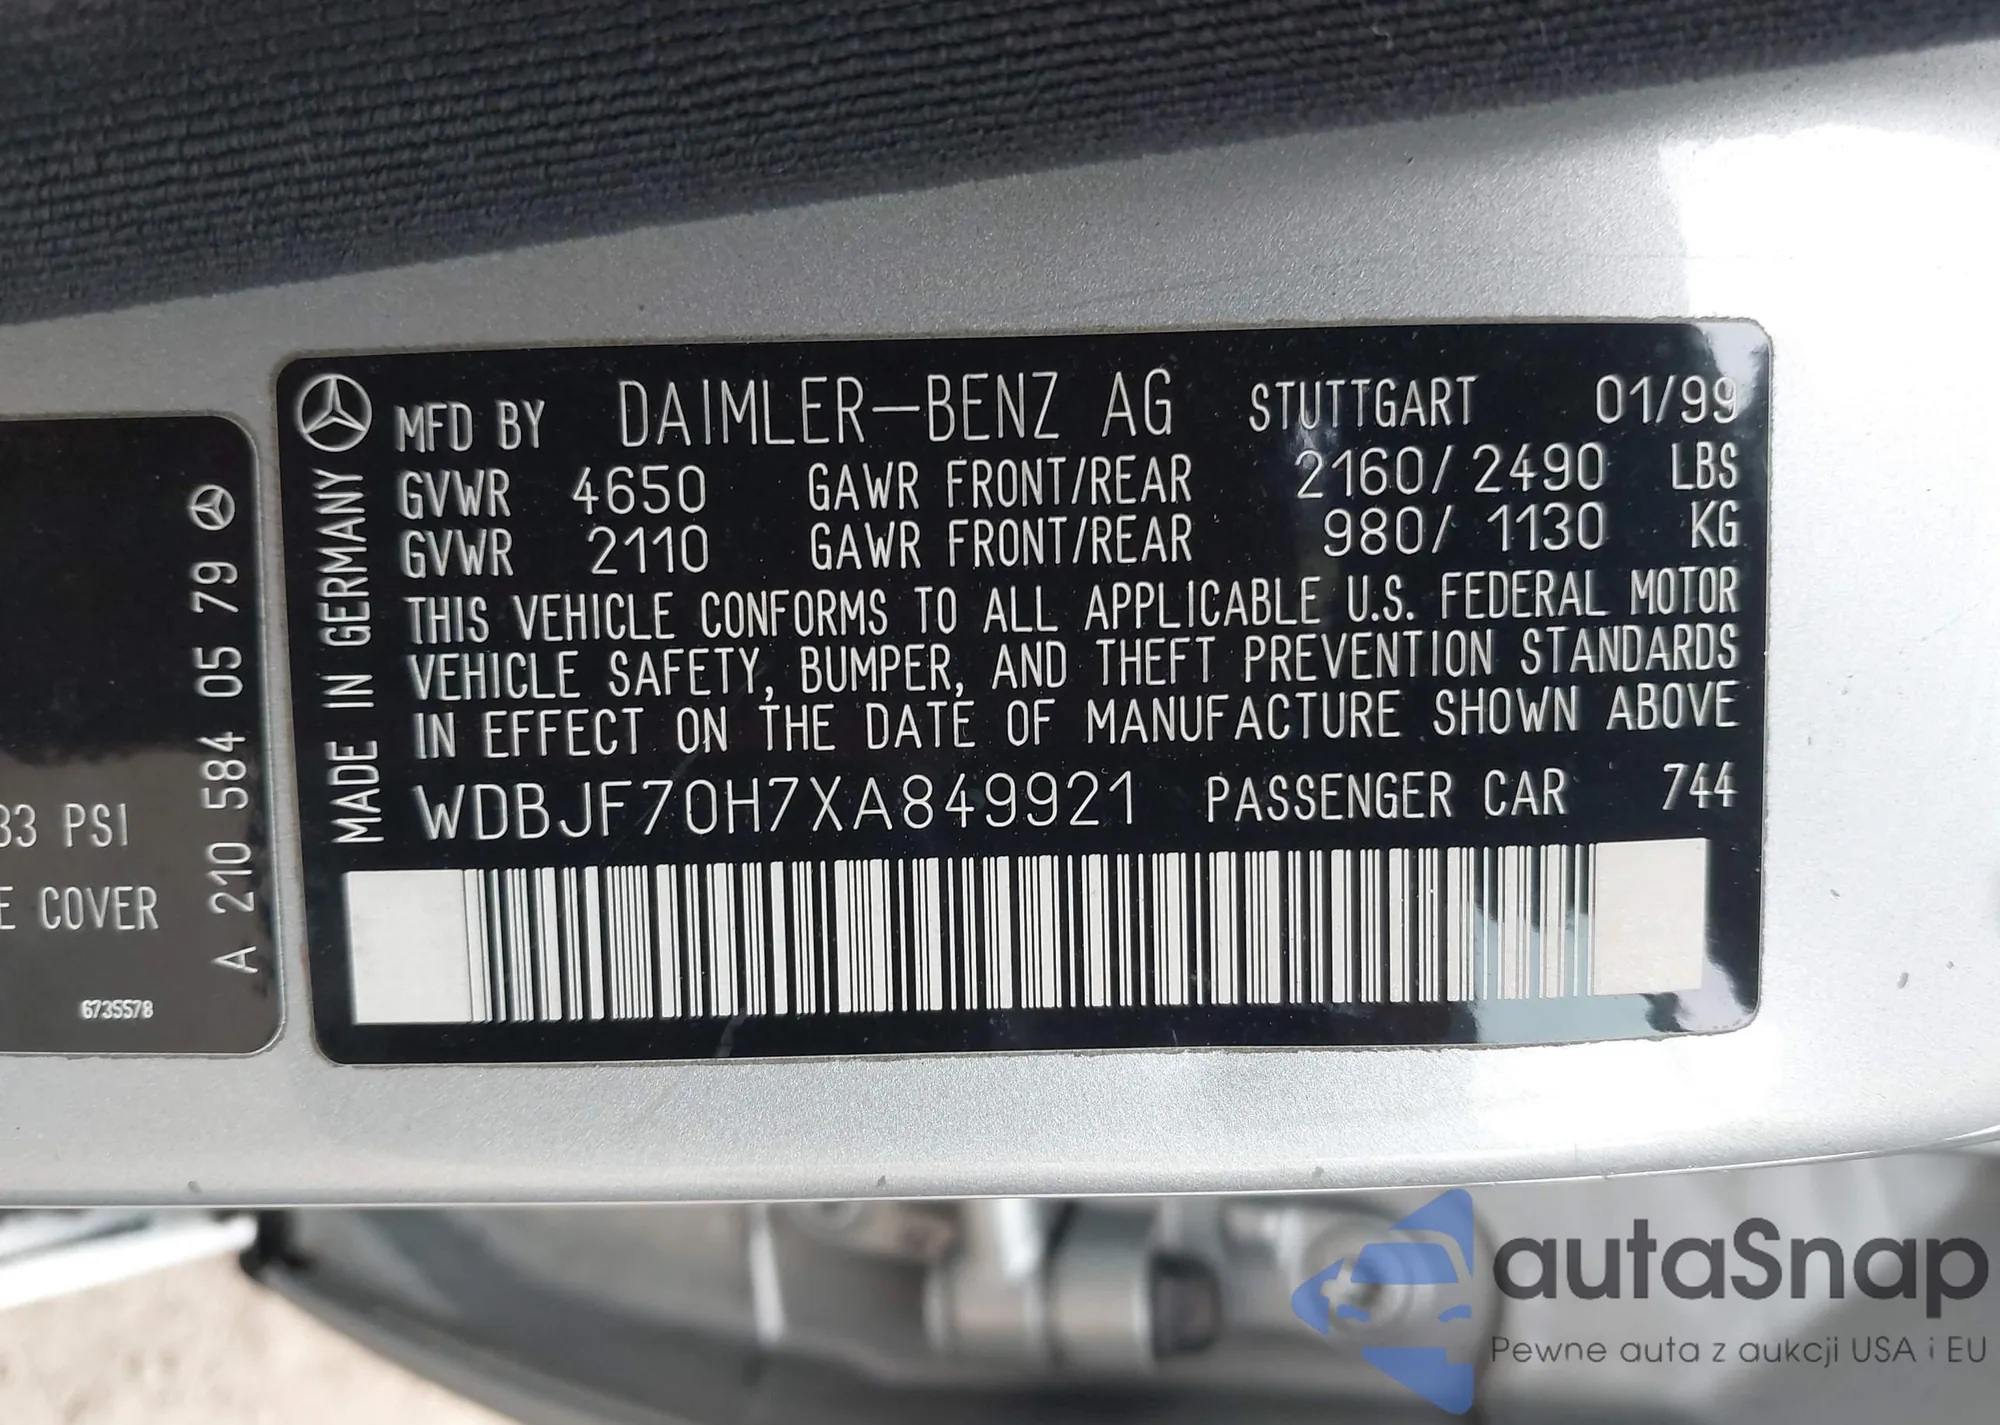 MFD BY DAIMLER-BENZ AG STUTTGART 01/99
GVWR 4650 GAWR FRONT/REAR 2160/2490 LBS
GVWR 2110 GAWR FRONT/REAR 980/1130 KG
THIS VEHICLE CONFORMS TO ALL APPLICABLE U.S. FEDERAL MOTOR
VEHICLE SAFETY, BUMPER, AND THEFT PREVENTION STANDARDS
IN EFFECT ON THE DATE OF MANUFACTURE SHOWN ABOVE
WDBJF70H7XA849921 PASSENGER CAR 744
MADE IN GERMANY
A 210 584 05 79
33 PSI
E COVER
6735578
autaSnap
Pewne auta z aukcji USA i EU